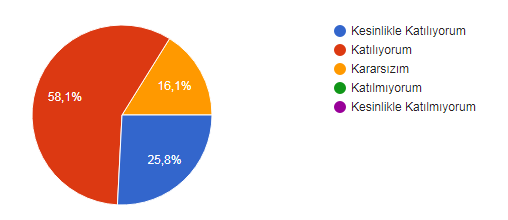 58,1%
16,1%
25,8%
Kesinlikle Katılıyorum
Katılıyorum
Kararsızım
Katılmıyorum
Kesinlikle Katılmıyorum